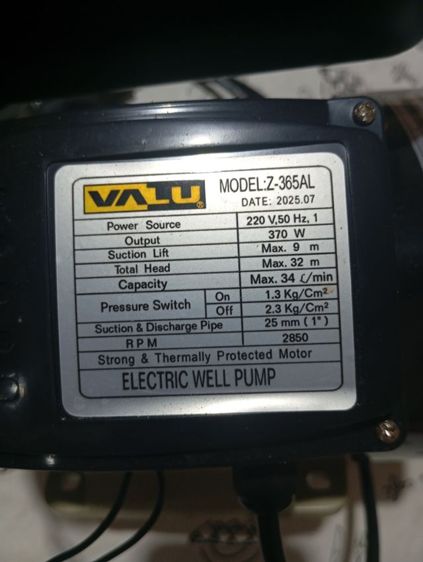 VALU® MODEL:Z-365AL
DATE: 2025.07
Power Source 220 V,50 Hz, 1
Output 370 W
Suction Lift Max. 9 m
Total Head Max. 32 m
Capacity Max. 34 ℓ/min
Pressure Switch On 1.3 Kg/Cm²
Off 2.3 Kg/Cm²
Suction & Discharge Pipe 25 mm (1")
R P M 2850
Strong & Thermally Protected Motor
ELECTRIC WELL PUMP